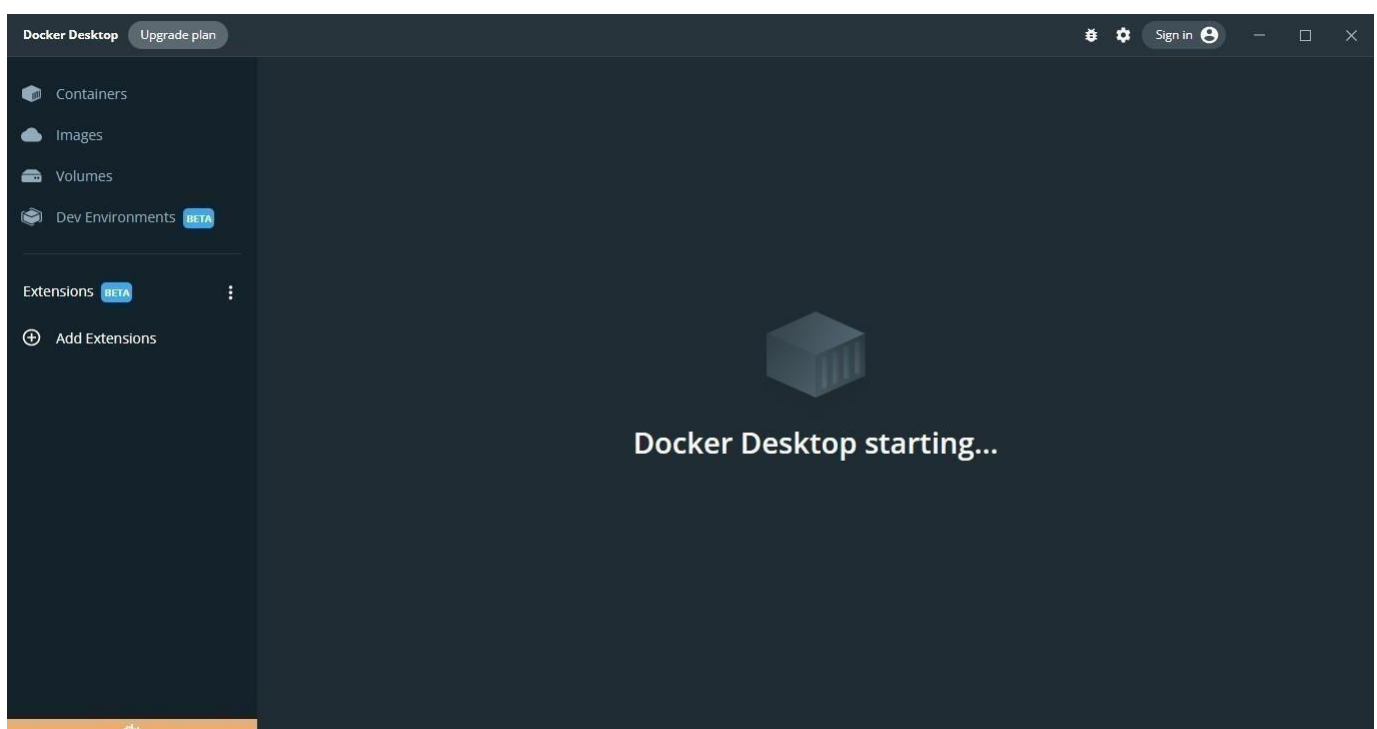 Docker Desktop Upgrade plan Sign in
Containers
Images
Volumes
Dev Environments BETA
Extensions BETA
Add Extensions
Docker Desktop starting...